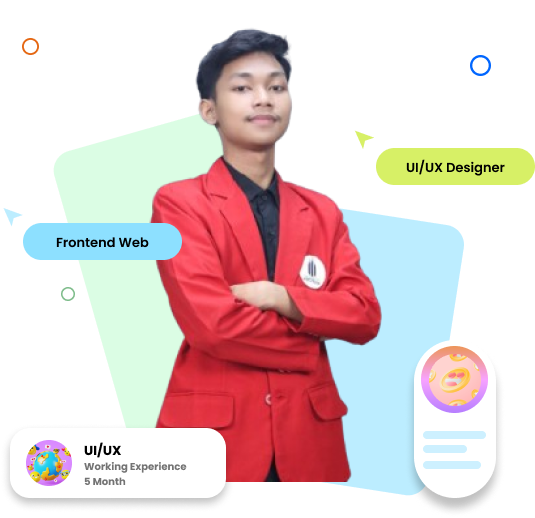 UI/UX Designer
Frontend Web
UI/UX
Working Experience
5 Month